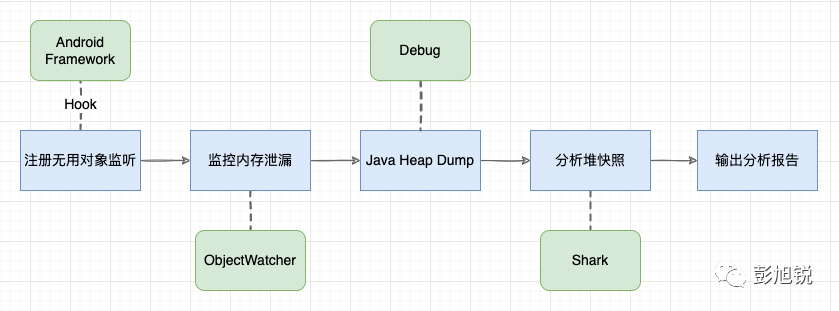 Android
Framework
Debug
Hook
注册无用对象监听
监控内存泄漏
Java Heap Dump
分析堆快照
输出分析报告
ObjectWatcher
Shark
彭旭锐